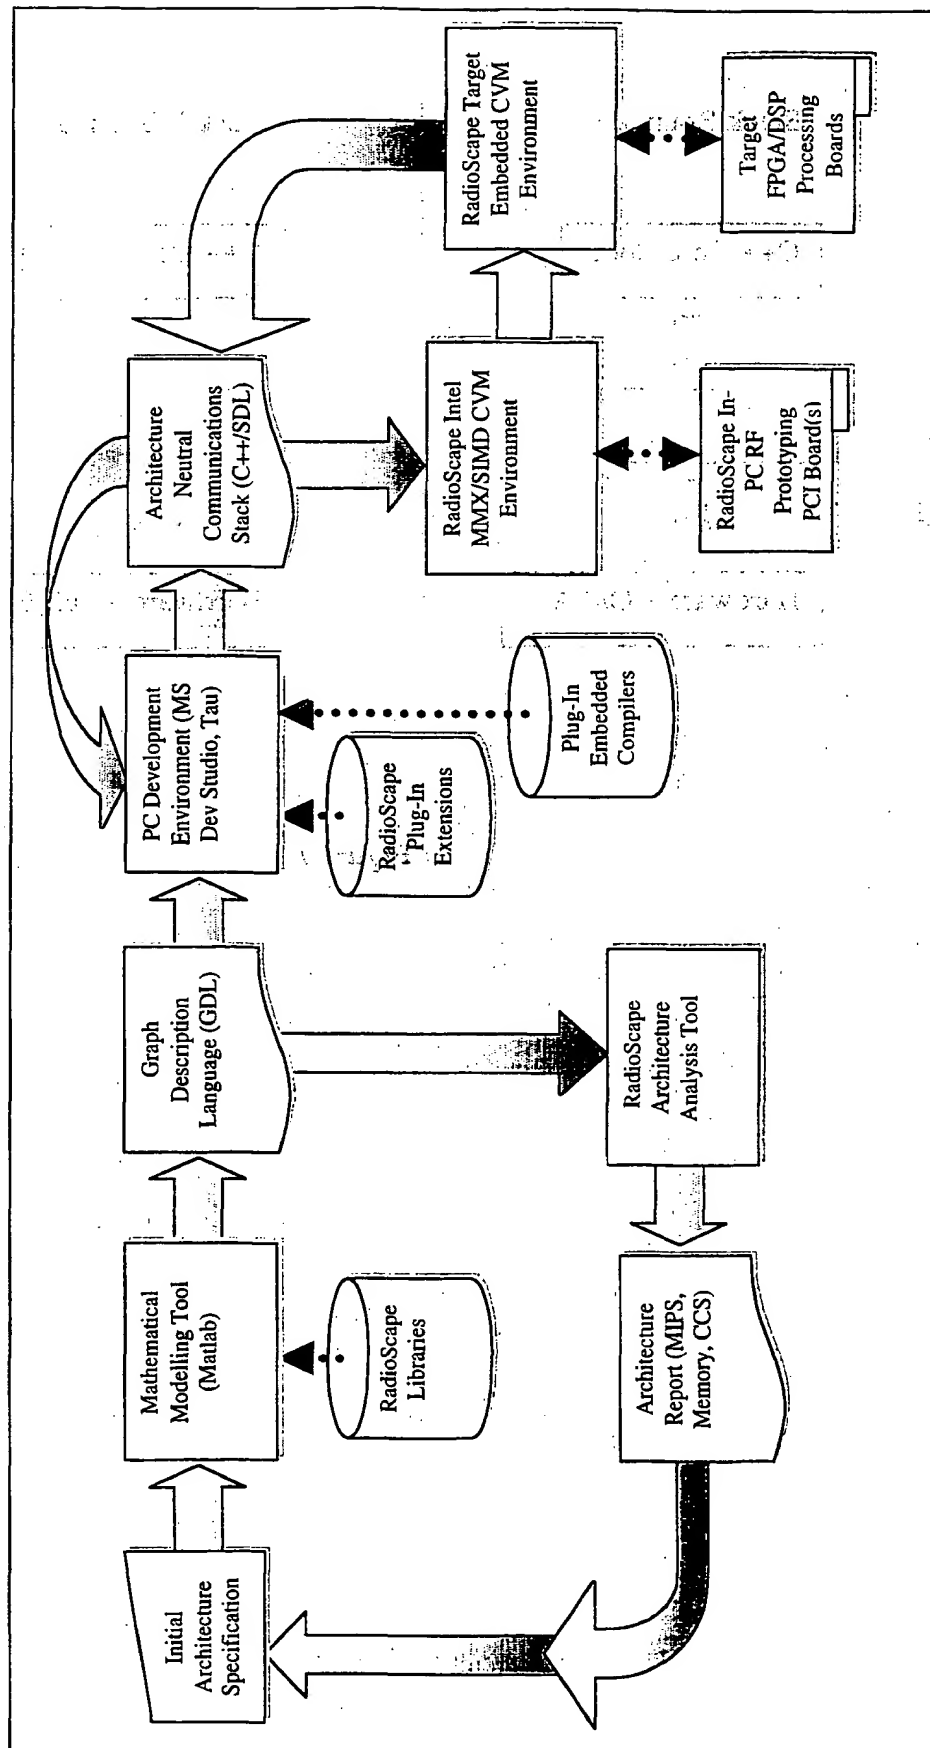 Initial
Architecture
Specification
Mathematical
Modelling Tool
(Matlab)
Graph
Description
Language (GDL)
PC Development
Environment (MS
Dev Studio, Tau)
Architecture
Neutral
Communications
Stack (C++/SDL)
RadioScape
Libraries
RadioScape
Plug-In
Extensions
Plug-In
Embedded
Compilers
RadioScape Intel
MMX/SIMD CVM
Environment
RadioScape Target
Embedded CVM
Environment
Architecture
Report (MIPS,
Memory, CCS)
RadioScape
Architecture
Analysis Tool
RadioScape In-
PC RF
Prototyping
PCI Board(s)
Target
FPGA/DSP
Processing
Boards